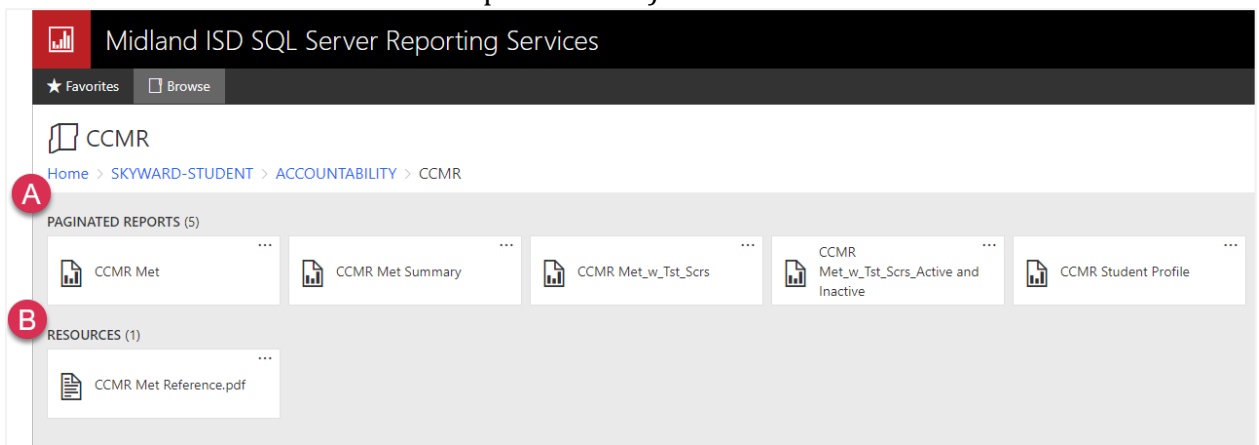 Midland ISD SQL Server Reporting Services
Favorites Browse
CCMR
Home > SKYWARD-STUDENT > ACCOUNTABILITY > CCMR
A
PAGINATED REPORTS (5)
CCMR Met
CCMR Met Summary
CCMR Met_w_Tst_Scrs
CCMR
Met_w_Tst_Scrs_Active and
Inactive
CCMR Student Profile
B
RESOURCES (1)
CCMR Met Reference.pdf